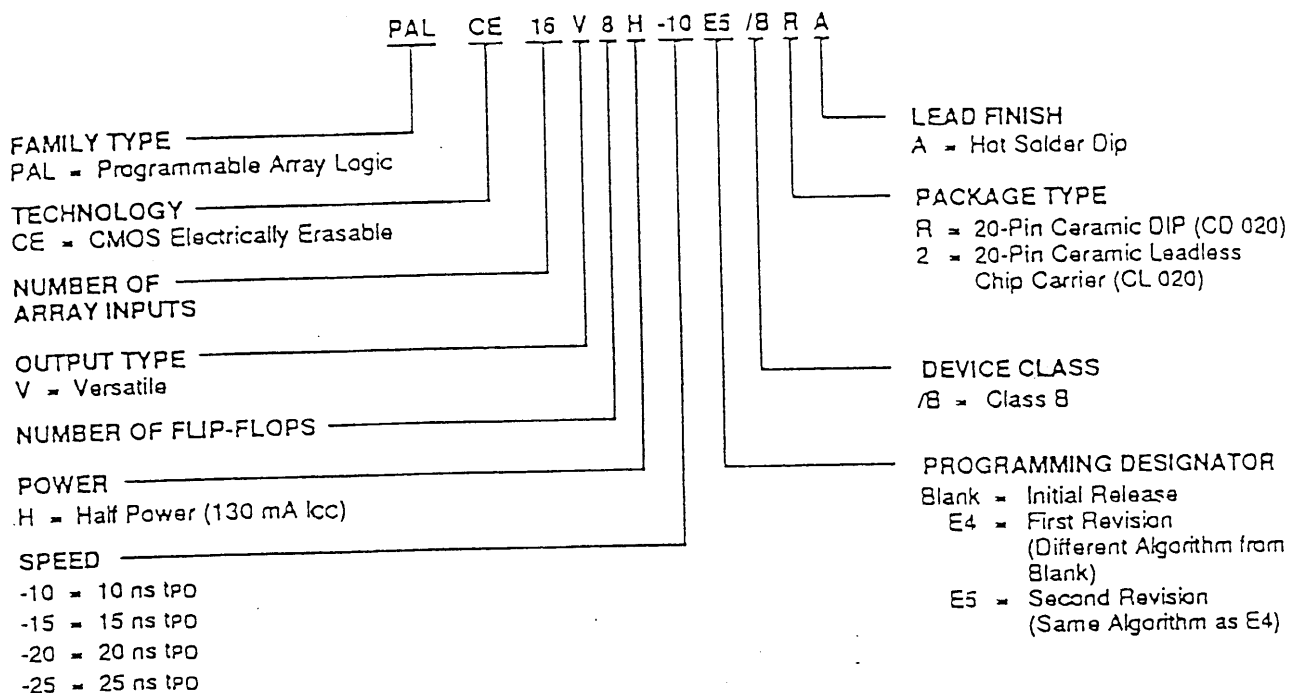 PAL CE 16 V 8 H -10 E5 /B R A
FAMILY TYPE
PAL = Programmable Array Logic
TECHNOLOGY
CE = CMOS Electrically Erasable
NUMBER OF
ARRAY INPUTS
OUTPUT TYPE
V = Versatile
NUMBER OF FLIP-FLOPS
POWER
H = Half Power (130 mA Icc)
SPEED
-10 = 10 ns tPD
-15 = 15 ns tPD
-20 = 20 ns tPD
-25 = 25 ns tPD
LEAD FINISH
A = Hot Solder Dip
PACKAGE TYPE
R = 20-Pin Ceramic DIP (CD 020)
2 = 20-Pin Ceramic Leadless
Chip Carrier (CL 020)
DEVICE CLASS
/B = Class B
PROGRAMMING DESIGNATOR
Blank = Initial Release
E4 = First Revision
(Different Algorithm from
Blank)
E5 = Second Revision
(Same Algorithm as E4)